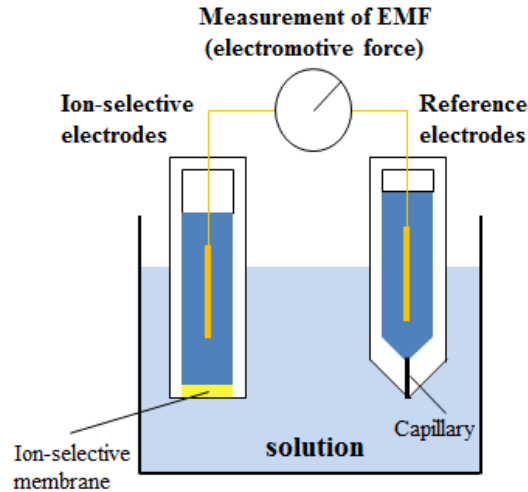 Measurement of EMF
(electromotive force)
Ion-selective
electrodes
Reference
electrodes
Capillary
Ion-selective
membrane
solution